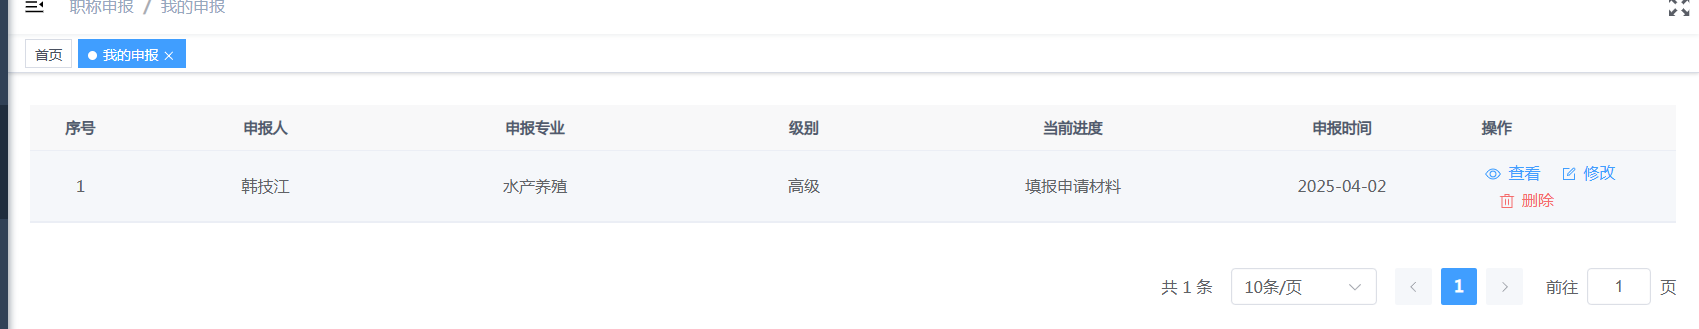 职称申报 / 我的申报
首页 我的申报
序号 申报人 申报专业 级别 当前进度 申报时间 操作
1 韩技江 水产养殖 高级 填报申请材料 2025-04-02 查看 修改
删除
共 1 条 10条/页 1 前往 1 页